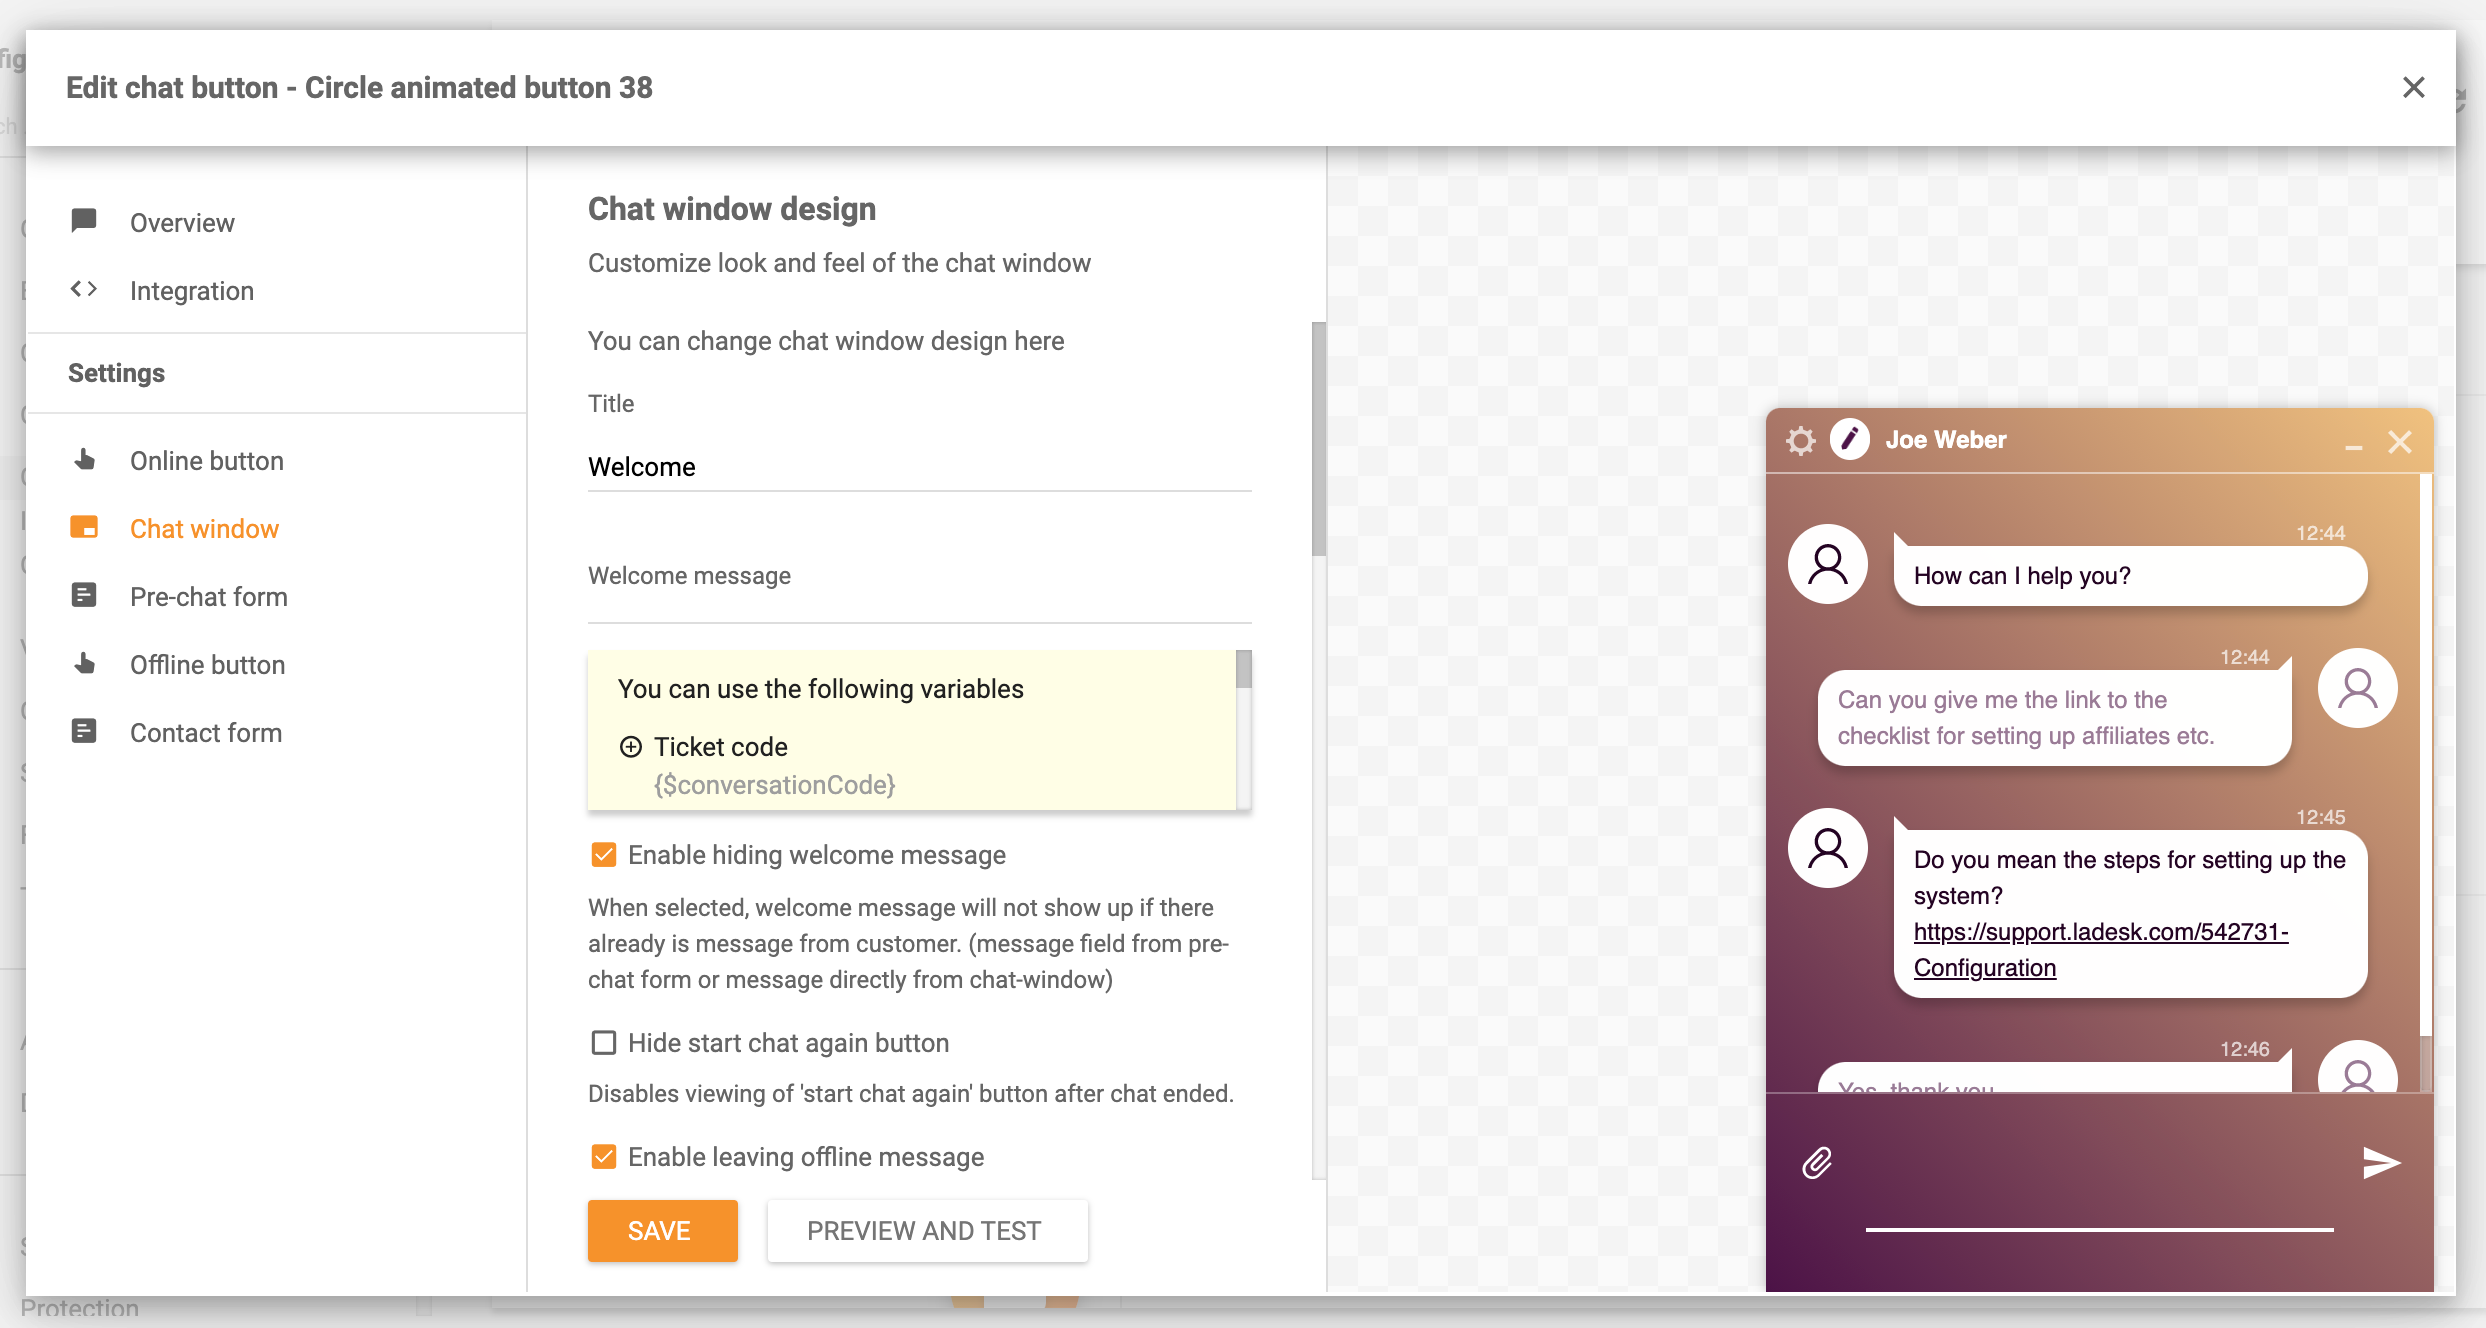 Edit chat button - Circle animated button 38
Overview
Integration
Settings
Online button
Chat window
Pre-chat form
Offline button
Contact form
Chat window design
Customize look and feel of the chat window
You can change chat window design here
Title
Welcome
Welcome message
You can use the following variables
Ticket code
{$conversationCode}
Enable hiding welcome message
When selected, welcome message will not show up if there
already is message from customer. (message field from pre-
chat form or message directly from chat-window)
Hide start chat again button
Disables viewing of 'start chat again' button after chat ended.
Enable leaving offline message
SAVE
PREVIEW AND TEST
Joe Weber
12:44
How can I help you?
12:44
Can you give me the link to the
checklist for setting up affiliates etc.
12:45
Do you mean the steps for setting up the
system?
https://support.ladesk.com/542731-
Configuration
12:46
Yes, thank you
Protection